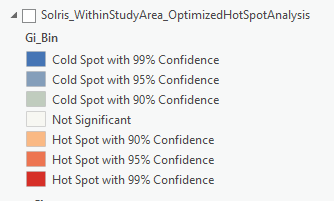 Solris_WithinStudyArea_OptimizedHotSpotAnalysis
Gi_Bin
Cold Spot with 99% Confidence
Cold Spot with 95% Confidence
Cold Spot with 90% Confidence
Not Significant
Hot Spot with 90% Confidence
Hot Spot with 95% Confidence
Hot Spot with 99% Confidence